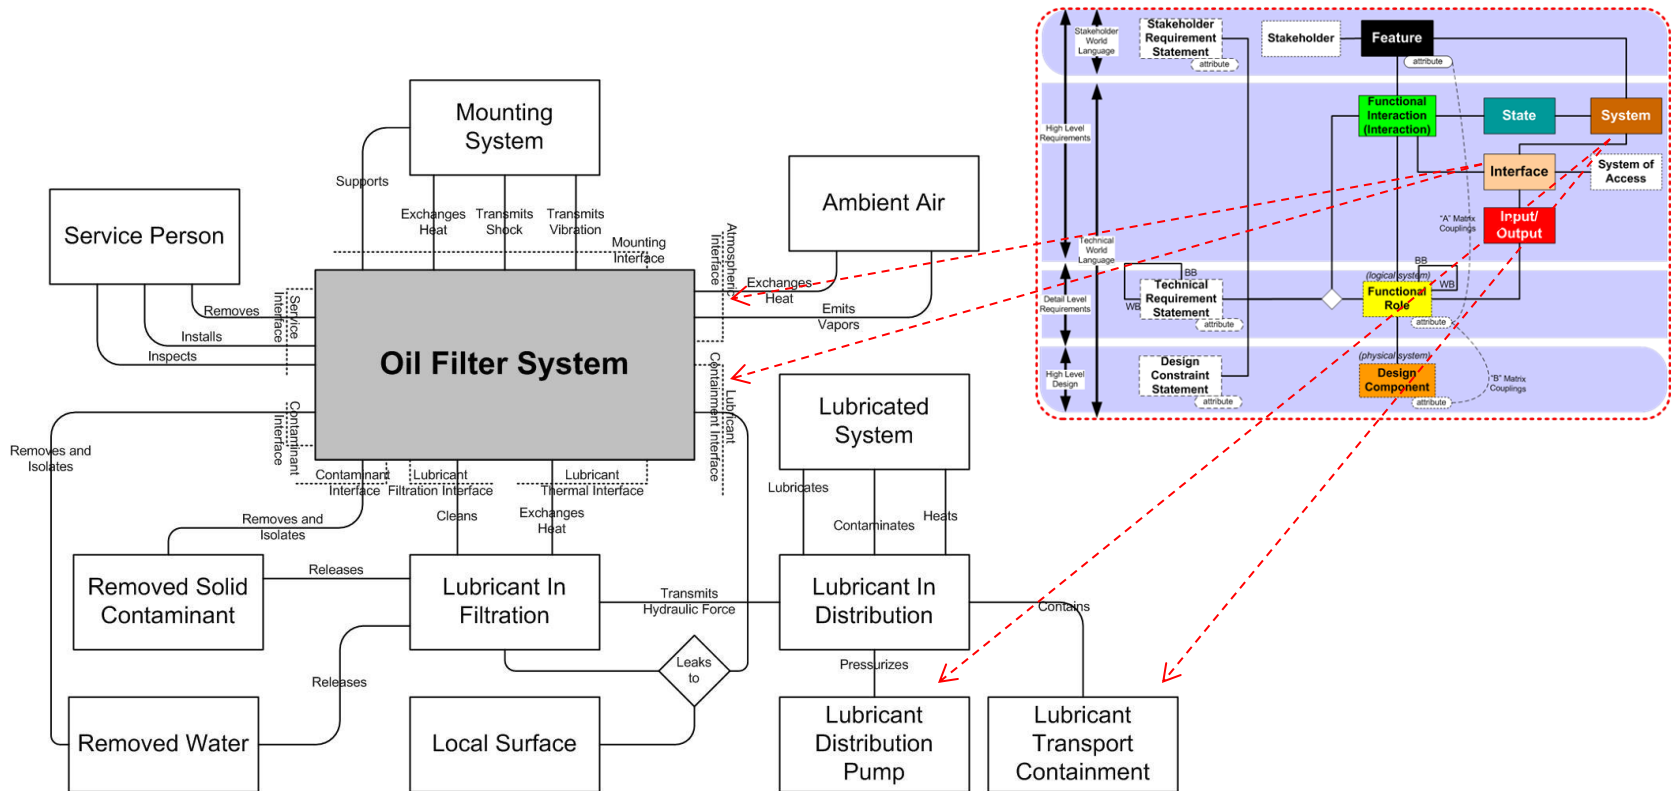 Mounting
System
Supports
Exchanges
Heat
Transmits
Shock
Transmits
Vibration
Mounting
Interface
Service Person
Removes
Installs
Inspects
Service
Interface
Ambient Air
Atmospheric
Interface
Exchanges
Heat
Emits
Vapors
Oil Filter System
Contaminant
Interface
Lubricant
Containment Interface
Removes and
Isolates
Contaminant
Interface
Lubricant
Filtration Interface
Lubricant
Thermal Interface
Cleans
Exchanges
Heat
Removes and
Isolates
Lubricated
System
Lubricates
Contaminates
Heats
Removed Solid
Contaminant
Releases
Lubricant In
Filtration
Transmits
Hydraulic Force
Lubricant In
Distribution
Contains
Releases
Leaks
to
Pressurizes
Removed Water
Local Surface
Lubricant
Distribution
Pump
Lubricant
Transport
Containment
Stakeholder
World
Language
Stakeholder
Requirement
Statement
attribute
Stakeholder
Feature
attribute
High Level
Requirements
Functional
Interaction
(Interaction)
State
System
Interface
System of
Access
Input/
Output
"A" Matrix
Couplings
Technical
World
Language
Detail Level
Requirements
BB
WB
Technical
Requirement
Statement
attribute
(logical system)
Functional
Role
attribute
BB
WB
High Level
Design
Design
Constraint
Statement
attribute
(physical system)
Design
Component
attribute
"B" Matrix
Couplings